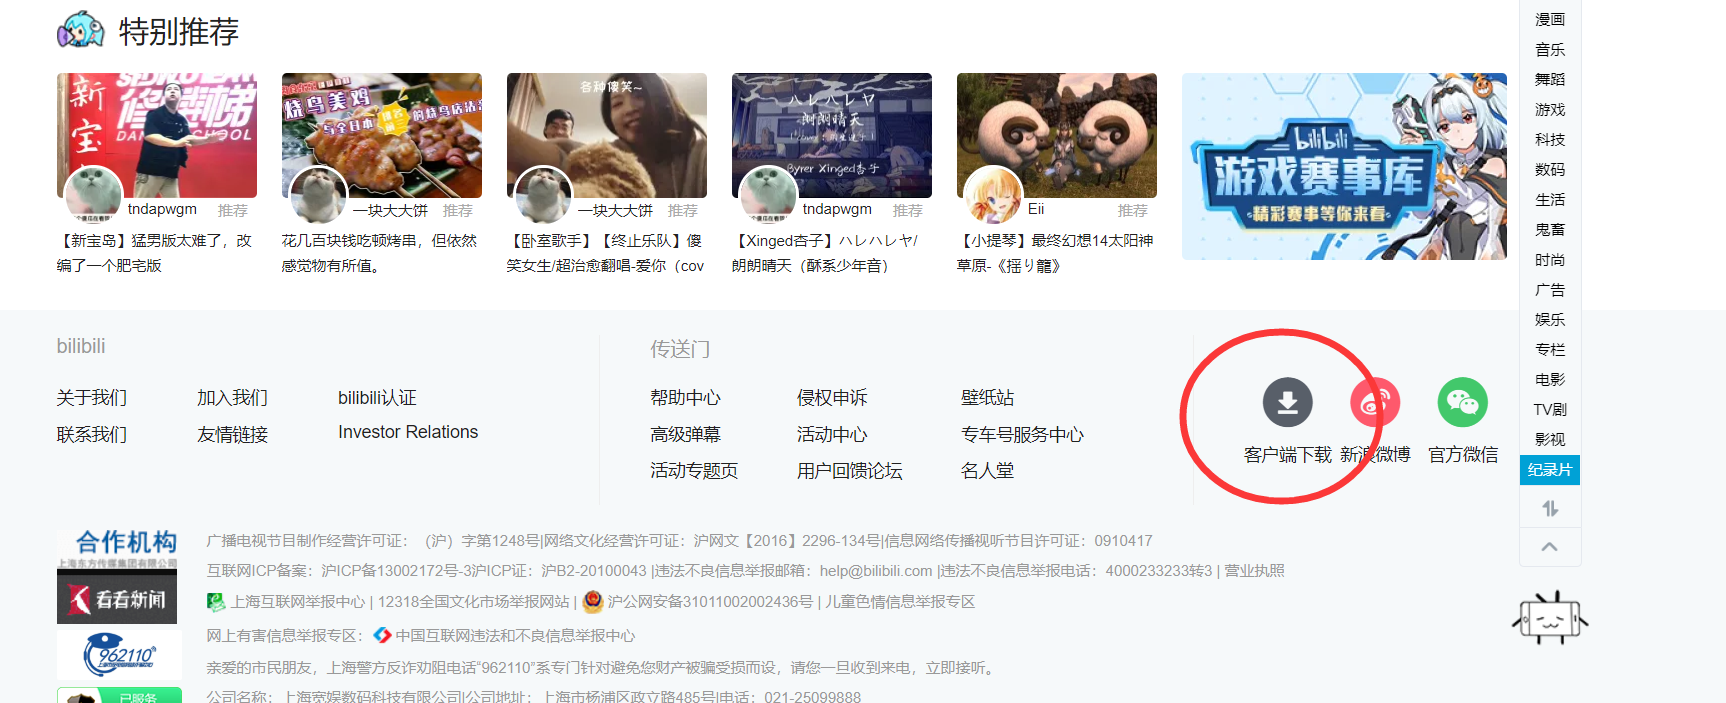 特别推荐
新宝
SUPER DAN
修葺梯
DANCE SCHOOL
烧鸟美鸡
与全日本
的烧鸟店沾
各种傻笑~
ハレハレヤ
朗朗晴天
Byrer Xinged杏子
bilibili
游戏赛事库
精彩赛事等你来看
tndapwgm 推荐
一块大大饼 推荐
一块大大饼 推荐
tndapwgm 推荐
Eii 推荐
【新宝岛】猛男版太难了，改
编了一个肥宅版
花几百块钱吃顿烤串，但依然
感觉物有所值。
【卧室歌手】【终止乐队】傻
笑女生/超治愈翻唱-爱你（cov
【Xinged杏子】ハレハレヤ/
朗朗晴天（酥系少年音）
【小提琴】最终幻想14太阳神
草原-《揺り籠》
漫画
音乐
舞蹈
游戏
科技
数码
生活
鬼畜
时尚
广告
娱乐
专栏
电影
TV剧
影视
纪录片
bilibili
关于我们 加入我们 bilibili认证
联系我们 友情链接 Investor Relations
传送门
帮助中心 侵权申诉 壁纸站
高级弹幕 活动中心 专车号服务中心
活动专题页 用户回馈论坛 名人堂
客户端下载 新浪微博 官方微信
合作机构
上海东方传媒集团有限公司
看看新闻
962110
已服务
广播电视节目制作经营许可证：（沪）字第1248号|网络文化经营许可证：沪网文【2016】2296-134号|信息网络传播视听节目许可证：0910417
互联网ICP备案：沪ICP备13002172号-3沪ICP证：沪B2-20100043 |违法不良信息举报邮箱：help@bilibili.com |违法不良信息举报电话：4000233233转3 | 营业执照
上海互联网举报中心 | 12318全国文化市场举报网站 | 沪公网安备31011002002436号 | 儿童色情信息举报专区
网上有害信息举报专区： 中国互联网违法和不良信息举报中心
亲爱的市民朋友，上海警方反诈劝阻电话“962110”系专门针对避免您财产被骗受损而设，请您一旦收到来电，立即接听。
公司名称：上海宽娱数码科技有限公司|公司地址：上海市杨浦区政立路485号|电话：021-25099888